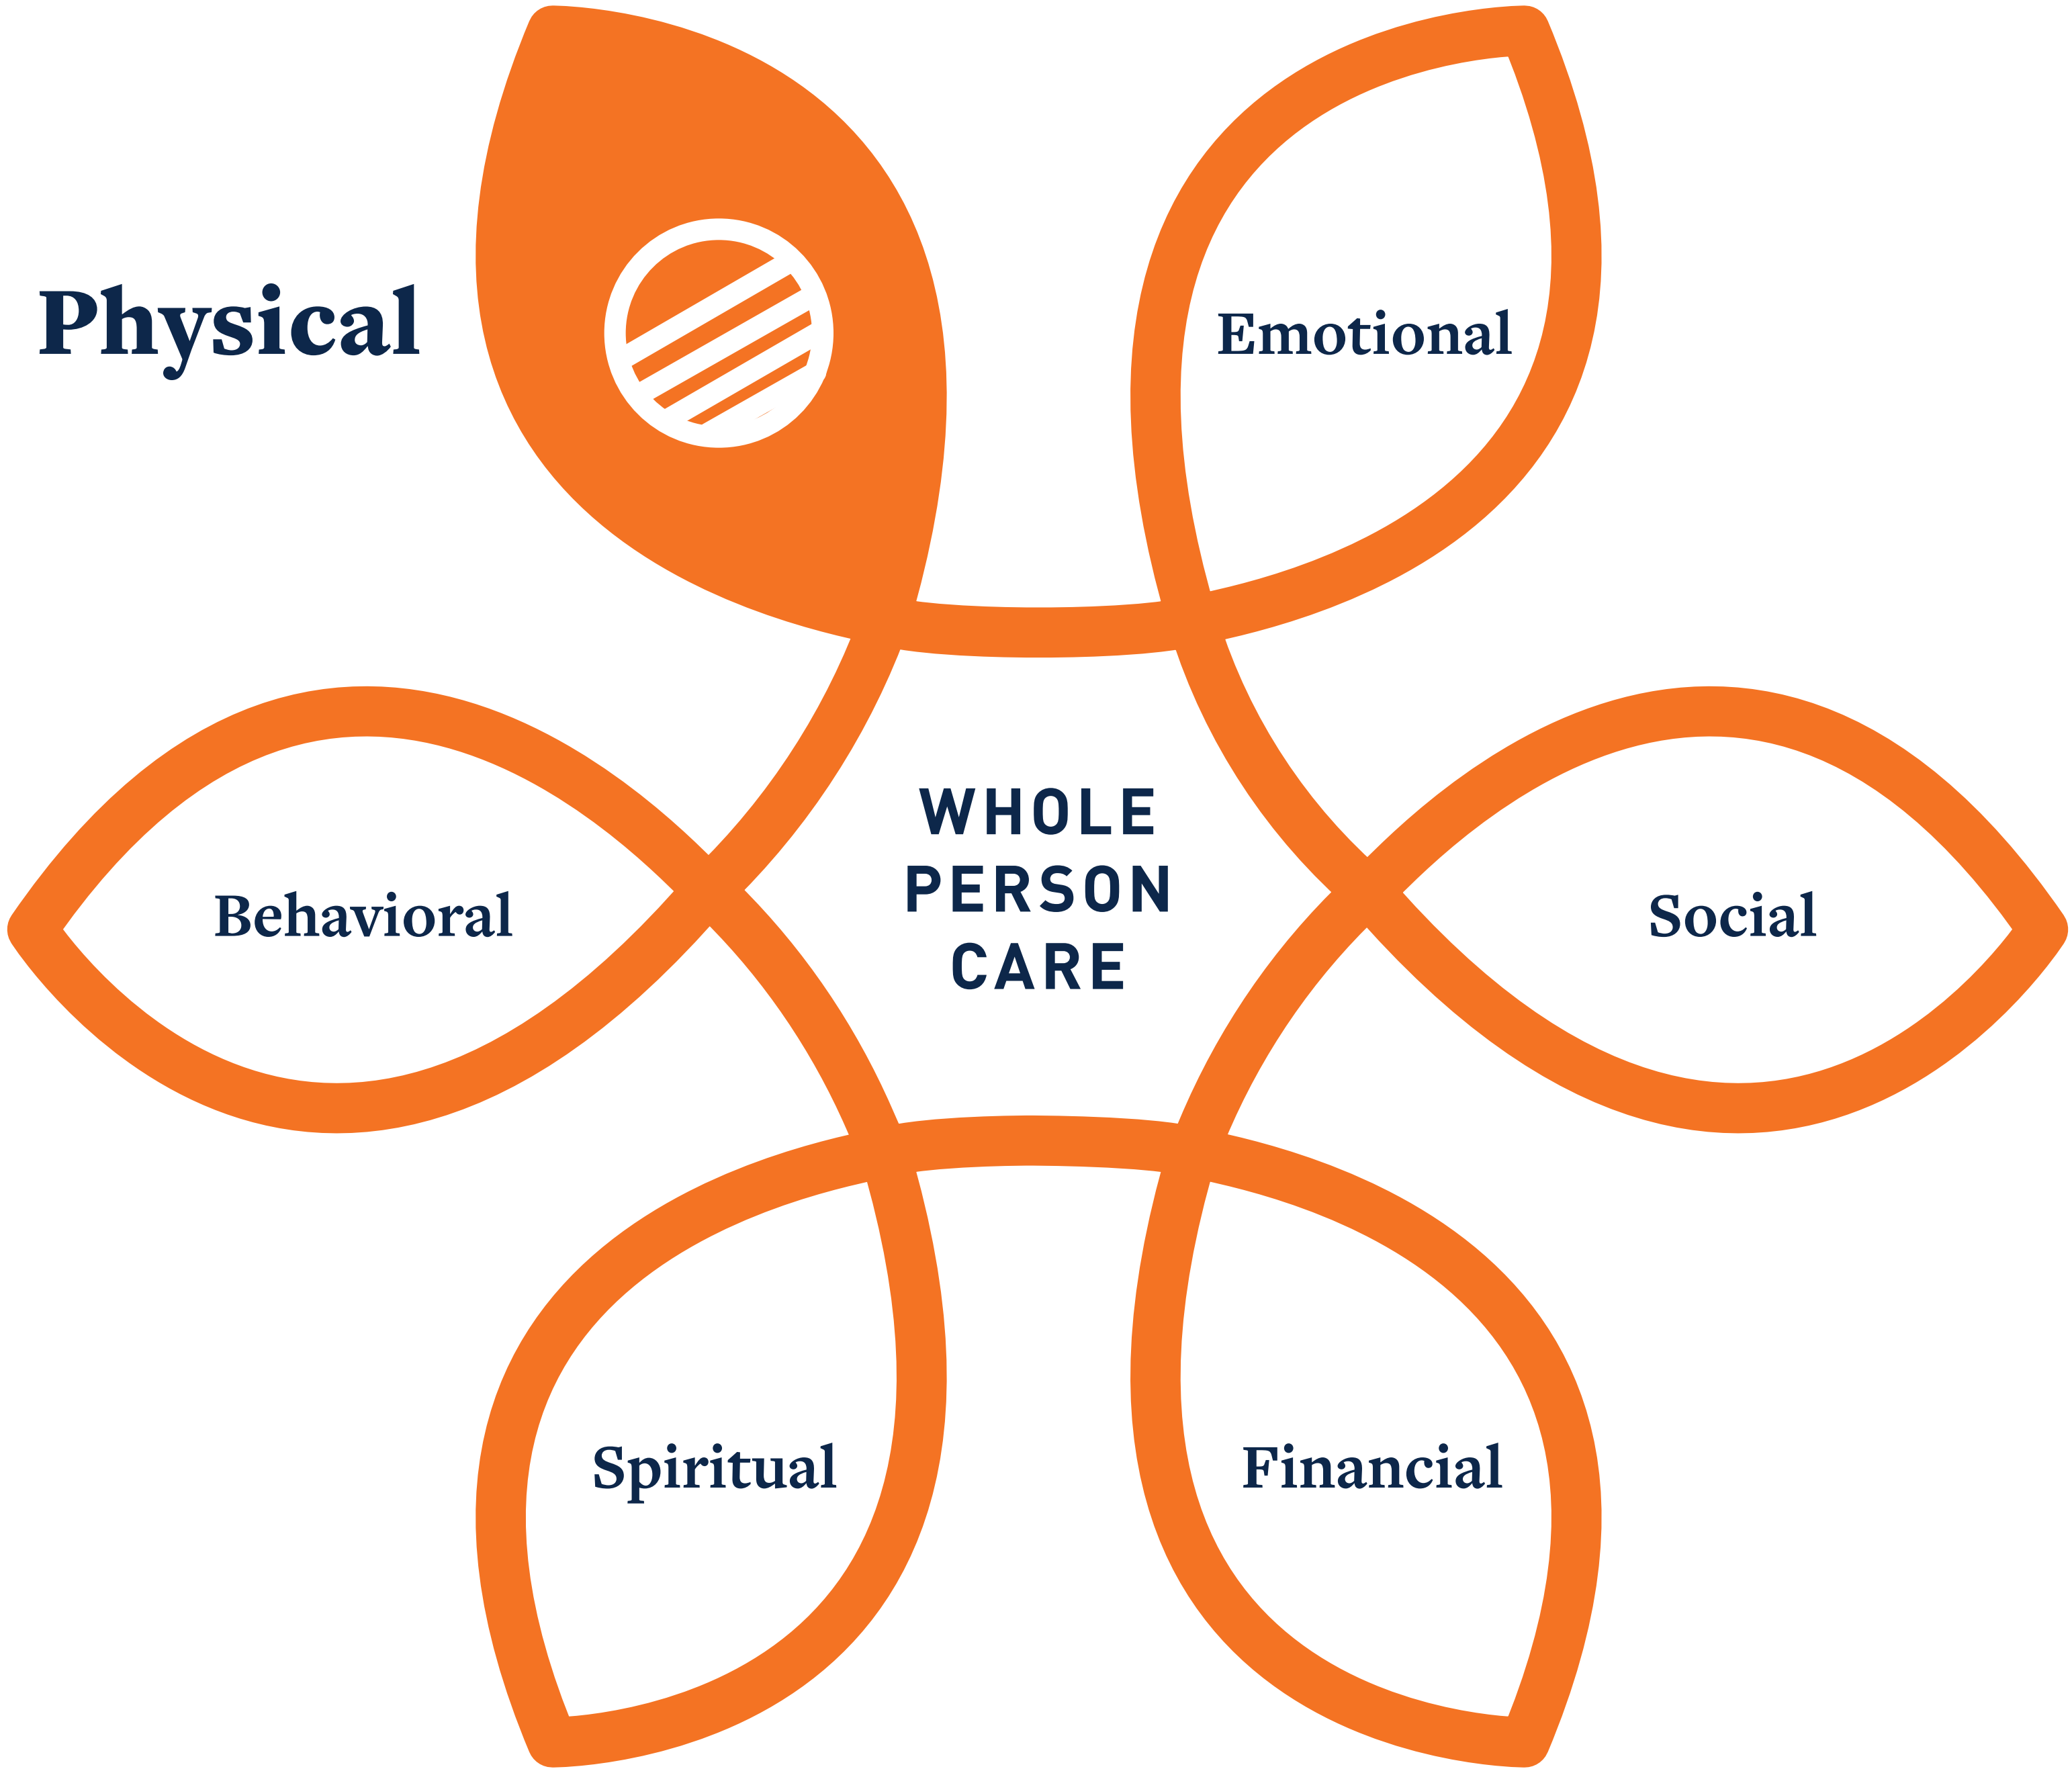 Physical
Emotional
WHOLE
PERSON
CARE
Behavioral
Social
Spiritual
Financial